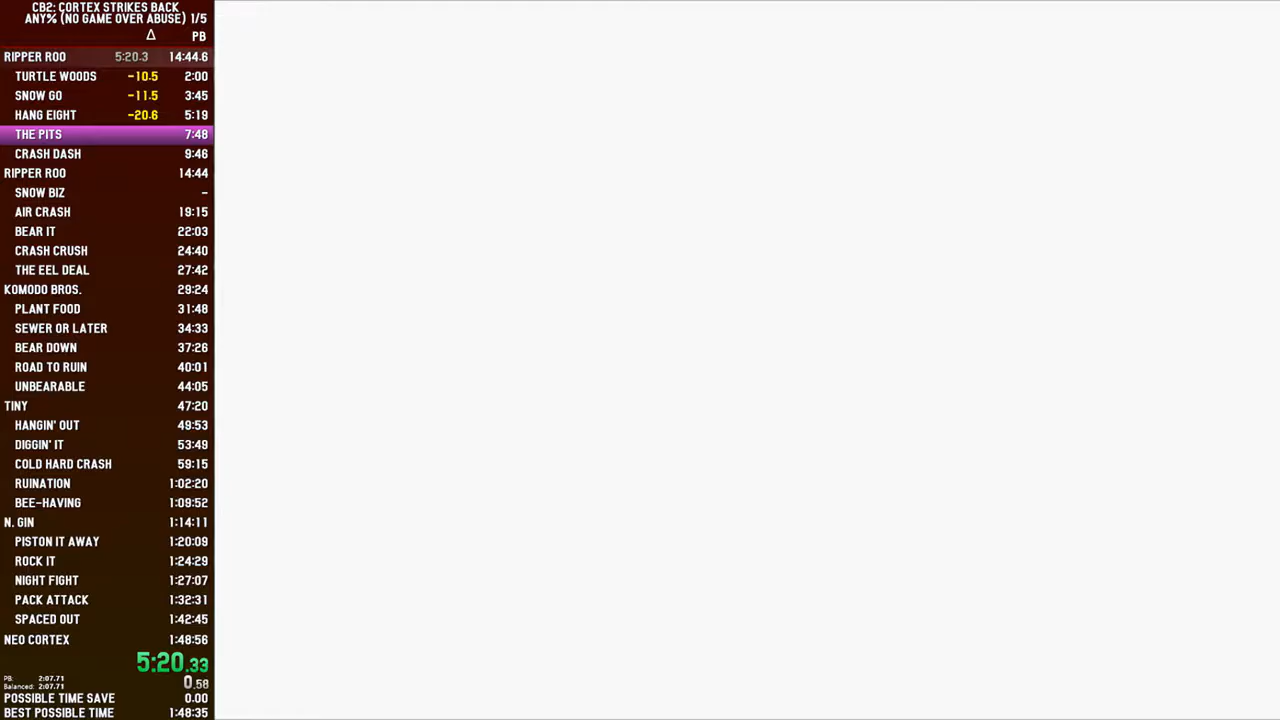 CB2: CORTEX STRIKES BACK
ANY% (NO GAME OVER ABUSE) 1/5
Δ PB
RIPPER ROO 5:20.3 14:44.6
TURTLE WOODS -10.5 2:00
SNOW GO -11.5 3:45
HANG EIGHT -20.6 5:19
THE PITS 7:48
CRASH DASH 9:46
RIPPER ROO 14:44
SNOW BIZ –
AIR CRASH 19:15
BEAR IT 22:03
CRASH CRUSH 24:40
THE EEL DEAL 27:42
KOMODO BROS. 29:24
PLANT FOOD 31:48
SEWER OR LATER 34:33
BEAR DOWN 37:26
ROAD TO RUIN 40:01
UNBEARABLE 44:05
TINY 47:20
HANGIN' OUT 49:53
DIGGIN' IT 53:49
COLD HARD CRASH 59:15
RUINATION 1:02:20
BEE-HAVING 1:09:52
N. GIN 1:14:11
PISTON IT AWAY 1:20:09
ROCK IT 1:24:29
NIGHT FIGHT 1:27:07
PACK ATTACK 1:32:31
SPACED OUT 1:42:45
NEO CORTEX 1:48:56
5:20.33
PB: 2:07.71
Balanced: 2:07.71 0.58
POSSIBLE TIME SAVE 0.00
BEST POSSIBLE TIME 1:48:35